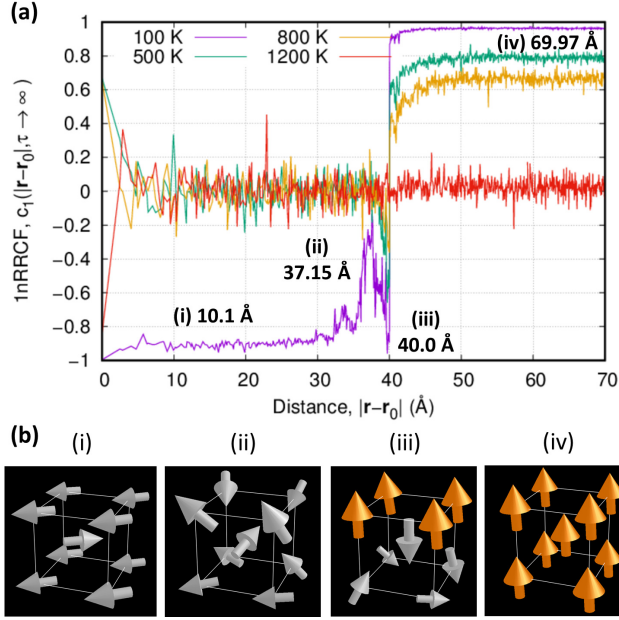 (a)
1nRRCF, c₁(|r−r₀|, τ → ∞)
100 K 800 K
500 K 1200 K
1
0.8
0.6
0.4
0.2
0
−0.2
−0.4
−0.6
−0.8
−1
(iv) 69.97 Å
(ii)
37.15 Å
(i) 10.1 Å
(iii)
40.0 Å
0 10 20 30 40 50 60 70
Distance, |r−r₀| (Å)
(b)
(i) (ii) (iii) (iv)